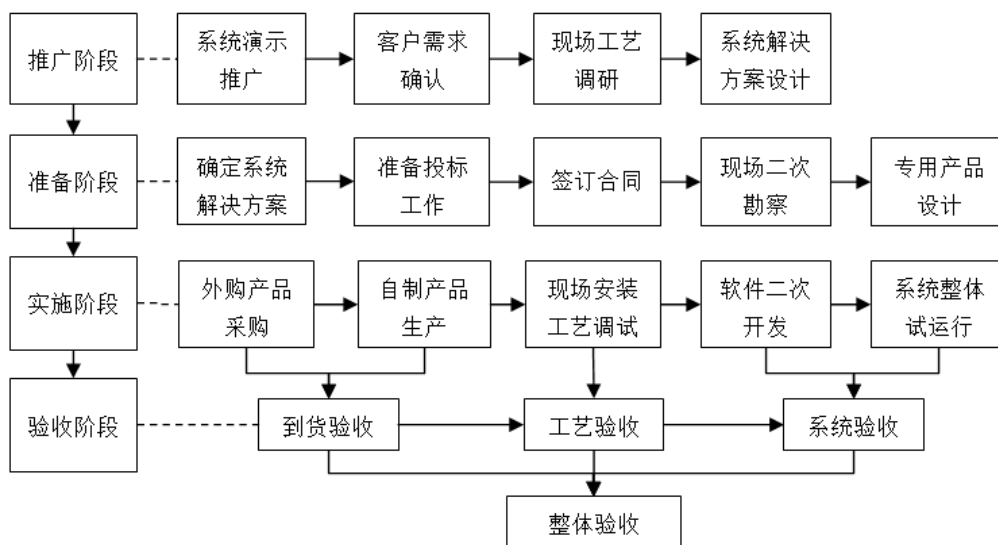 推广阶段
系统演示
推广
客户需求
确认
现场工艺
调研
系统解决
方案设计
准备阶段
确定系统
解决方案
准备投标
工作
签订合同
现场二次
勘察
专用产品
设计
实施阶段
外购产品
采购
自制产品
生产
现场安装
工艺调试
软件二次
开发
系统整体
试运行
验收阶段
到货验收
工艺验收
系统验收
整体验收